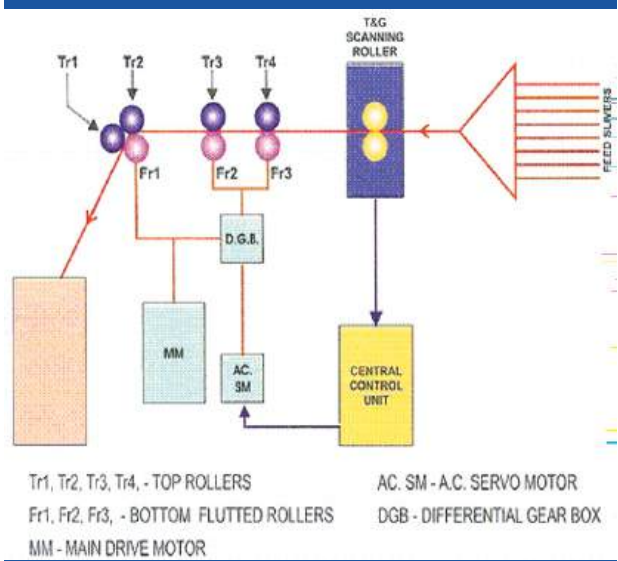 T&G
SCANNING
ROLLER
Tr1
Tr2
Tr3
Tr4
FEED SLIVERS
Fr1
Fr2
Fr3
D.G.B.
MM
AC.
SM
CENTRAL
CONTROL
UNIT
Tr1, Tr2, Tr3, Tr4, - TOP ROLLERS
AC. SM - A.C. SERVO MOTOR
Fr1, Fr2, Fr3, - BOTTOM FLUTTED ROLLERS
DGB - DIFFERENTIAL GEAR BOX
MM - MAIN DRIVE MOTOR